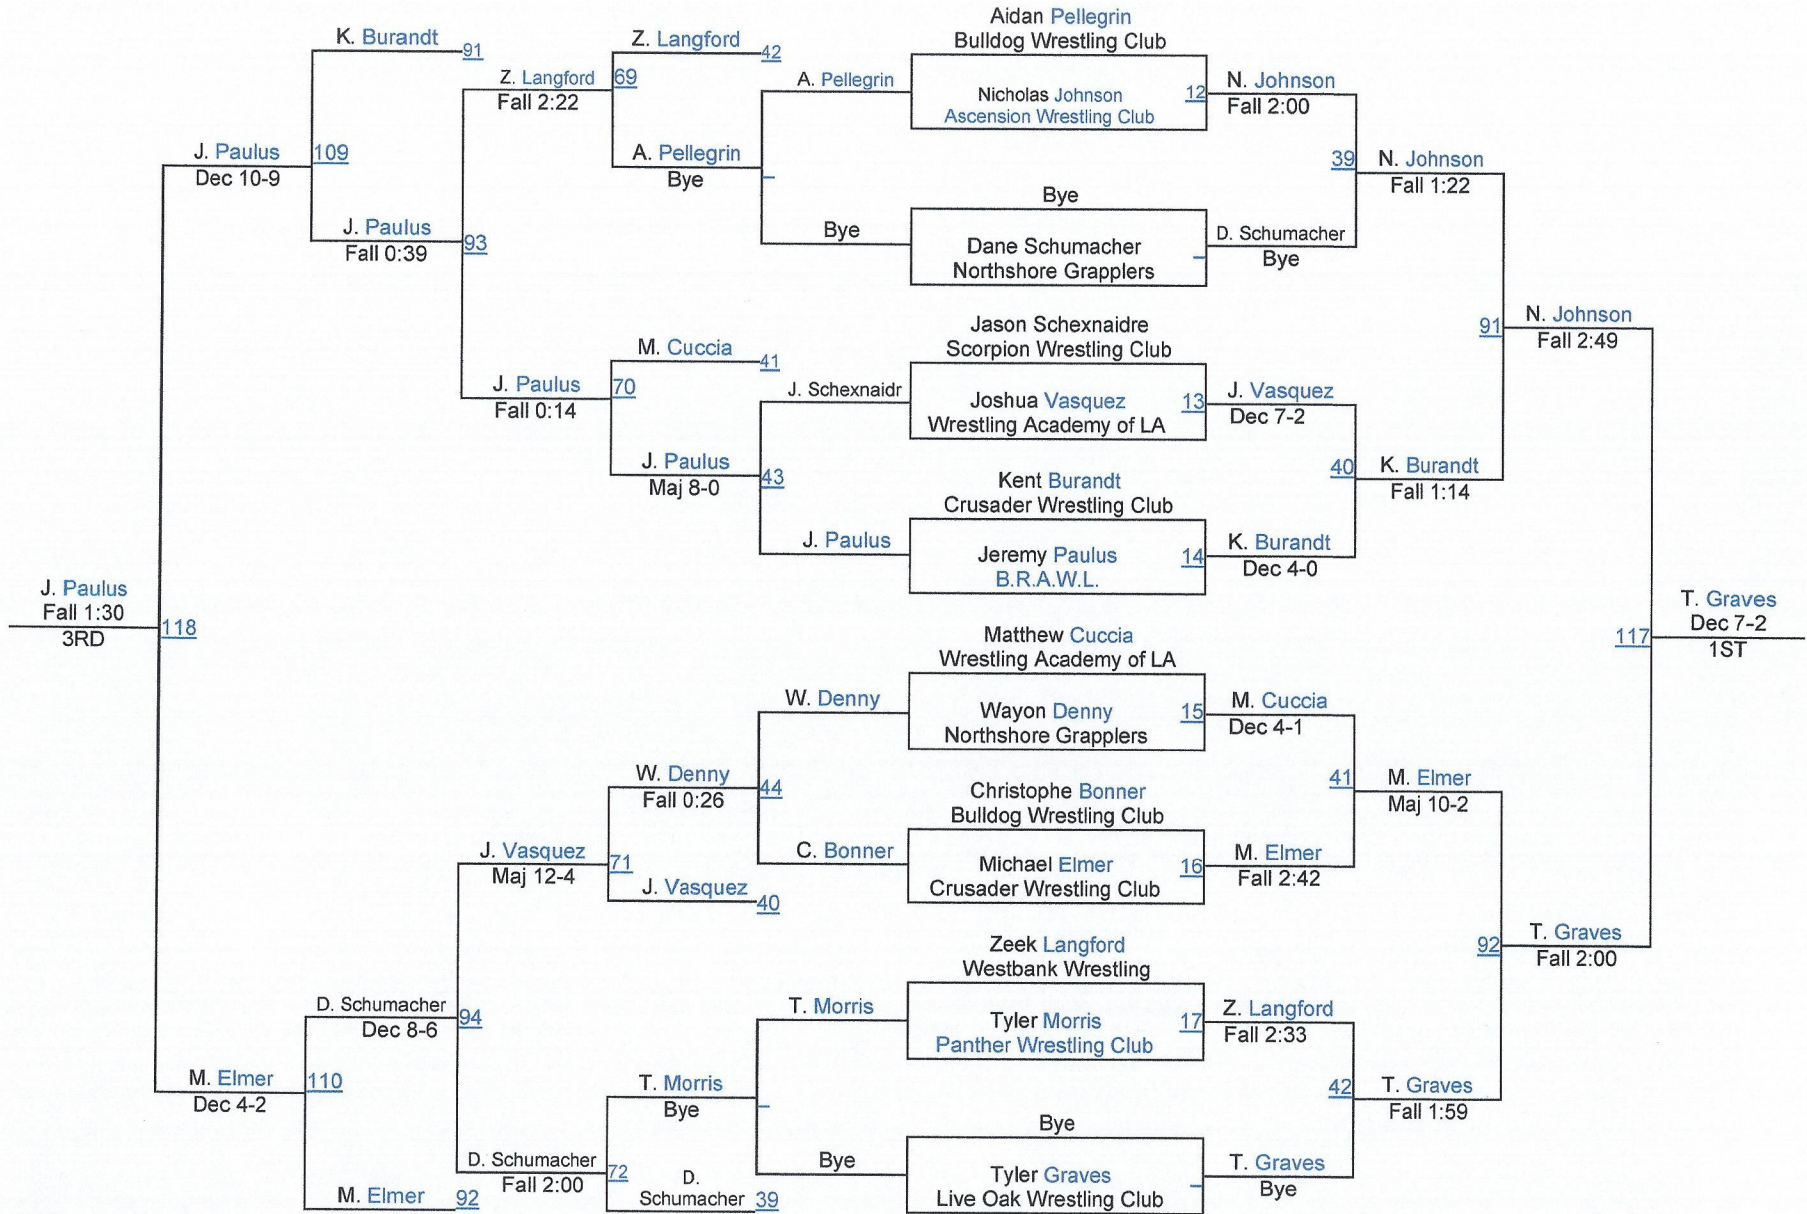 K. Burandt
91
J. Paulus
Dec 10-9
109
J. Paulus
Fall 0:39
93
Z. Langford
Fall 2:22
69
Z. Langford
42
A. Pellegrin
Bye
A. Pellegrin
Bye
J. Paulus
Fall 0:14
70
M. Cuccia
41
J. Paulus
Maj 8-0
43
J. Schexnaidr
J. Paulus
J. Paulus
Fall 1:30
3RD
118
W. Denny
W. Denny
Fall 0:26
44
C. Bonner
J. Vasquez
Maj 12-4
71
J. Vasquez
40
D. Schumacher
Dec 8-6
94
M. Elmer
Dec 4-2
110
M. Elmer
92
D. Schumacher
Fall 2:00
72
T. Morris
Bye
D.
Schumacher
39
T. Morris
Bye
Aidan Pellegrin
Bulldog Wrestling Club
Nicholas Johnson
Ascension Wrestling Club
12
Bye
Dane Schumacher
Northshore Grapplers
Jason Schexnaidre
Scorpion Wrestling Club
Joshua Vasquez
Wrestling Academy of LA
13
Kent Burandt
Crusader Wrestling Club
Jeremy Paulus
B.R.A.W.L.
14
Matthew Cuccia
Wrestling Academy of LA
Wayon Denny
Northshore Grapplers
15
Christophe Bonner
Bulldog Wrestling Club
Michael Elmer
Crusader Wrestling Club
16
Zeek Langford
Westbank Wrestling
Tyler Morris
Panther Wrestling Club
17
Bye
Tyler Graves
Live Oak Wrestling Club
N. Johnson
Fall 2:00
D. Schumacher
Bye
39
N. Johnson
Fall 1:22
J. Vasquez
Dec 7-2
K. Burandt
Dec 4-0
40
K. Burandt
Fall 1:14
91
N. Johnson
Fall 2:49
M. Cuccia
Dec 4-1
M. Elmer
Fall 2:42
41
M. Elmer
Maj 10-2
Z. Langford
Fall 2:33
T. Graves
Bye
42
T. Graves
Fall 1:59
92
T. Graves
Fall 2:00
117
T. Graves
Dec 7-2
1ST